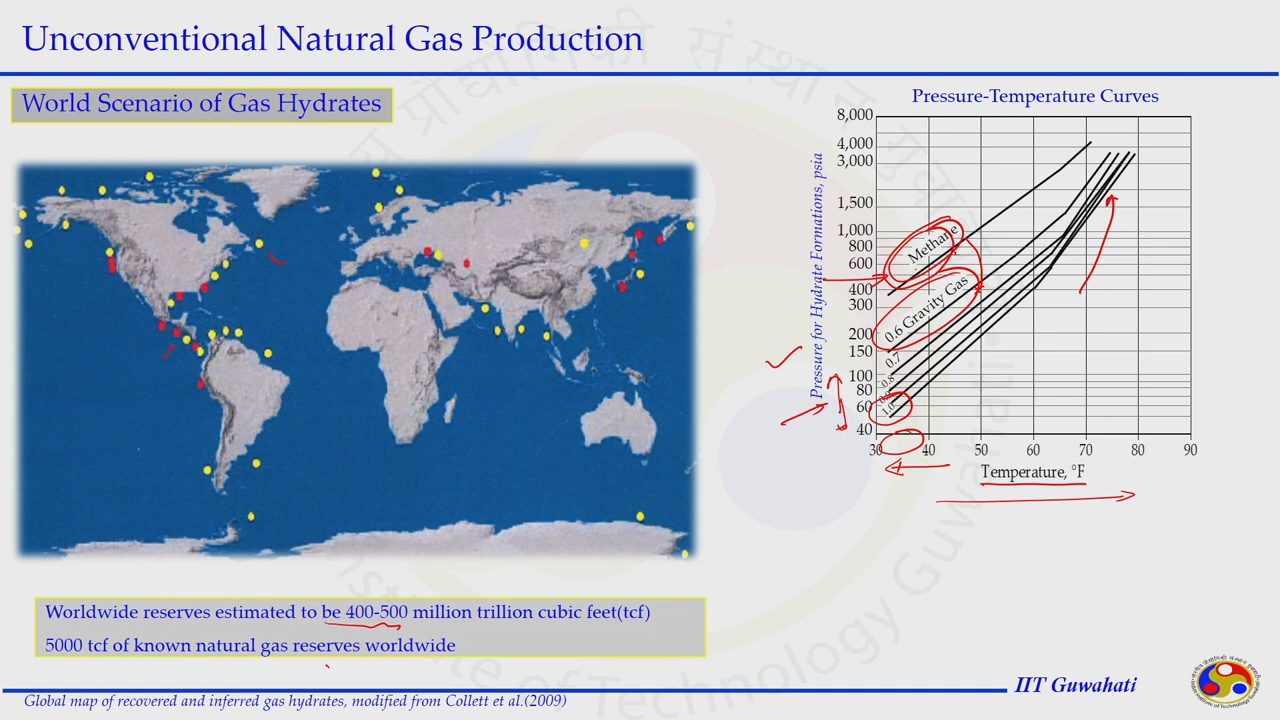 Unconventional Natural Gas Production
World Scenario of Gas Hydrates
Pressure-Temperature Curves
Pressure for Hydrate Formations, psia
8,000
4,000
3,000
1,500
1,000
800
600
400
300
200
150
100
80
60
40
Methane
0.6 Gravity Gas
0.7
0.8
1.0
30 40 50 60 70 80 90
Temperature, °F
Worldwide reserves estimated to be 400-500 million trillion cubic feet(tcf)
5000 tcf of known natural gas reserves worldwide
Global map of recovered and inferred gas hydrates, modified from Collett et al.(2009)
IIT Guwahati